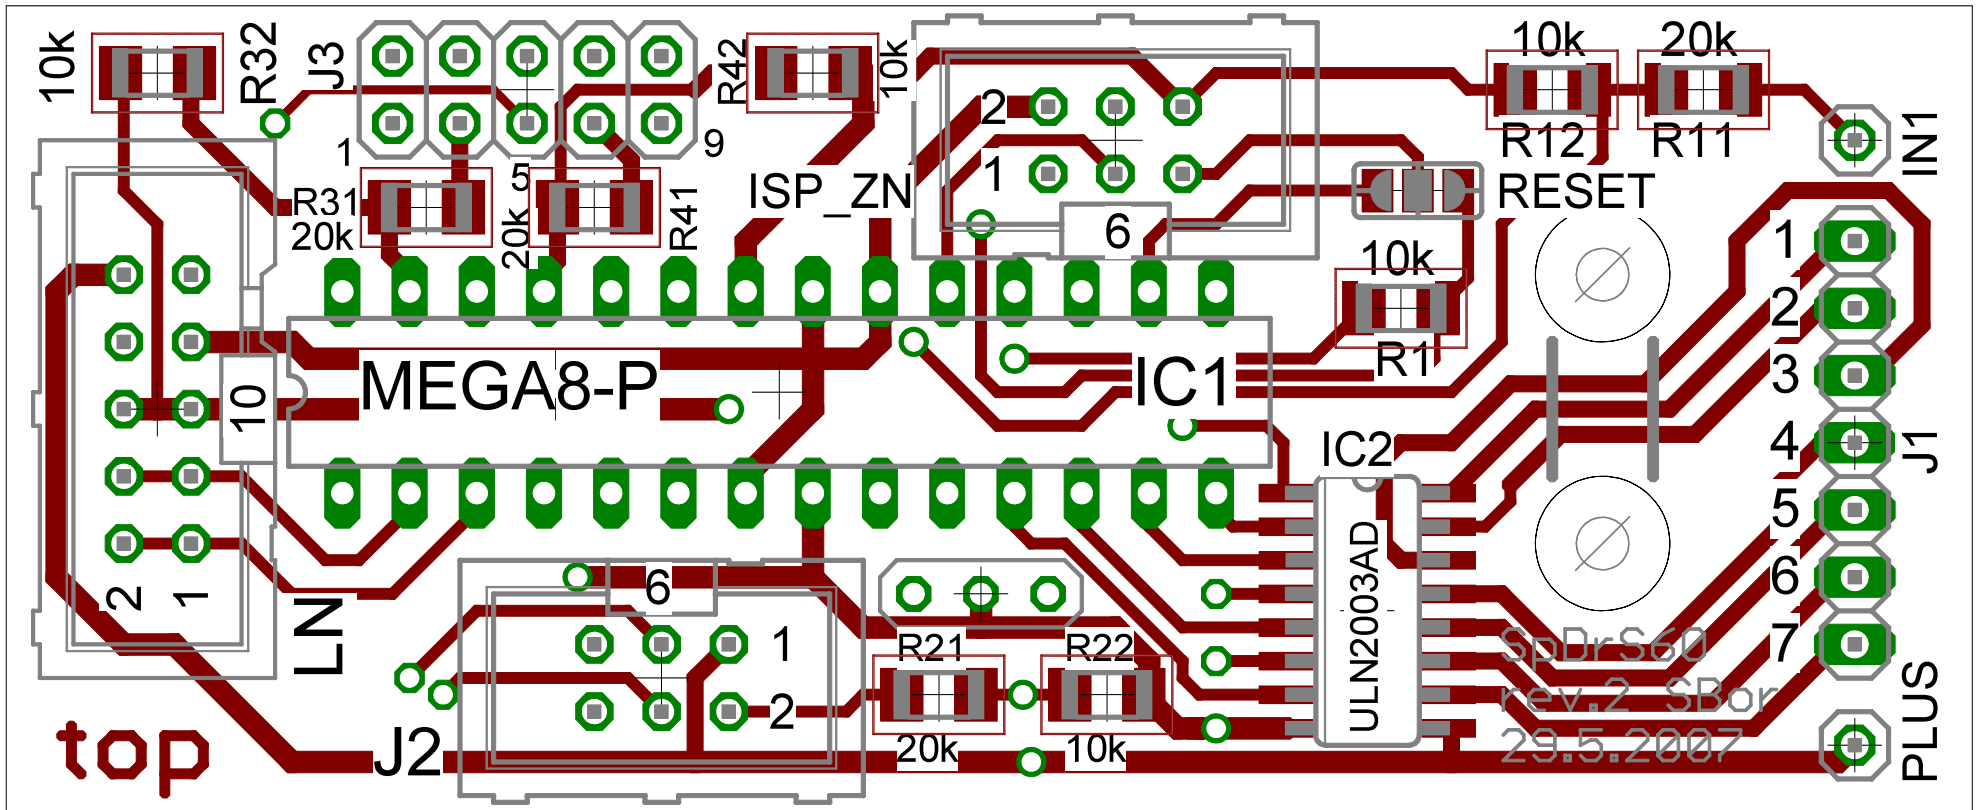 10k
R32
J3
1
5
9
R42
10k
2
1
6
10k
20k
R12
R11
IN1
R31
20k
20k
R41
ISP_ZN
RESET
10k
R1
MEGA8-P
IC1
10
IC2
1
2
3
4
5
6
7
J1
ULN2003AD
2
1
LN
6
1
2
R21
R22
20k
10k
J2
top
SpDrS60
rev.2 SBor
29.5.2007
PLUS